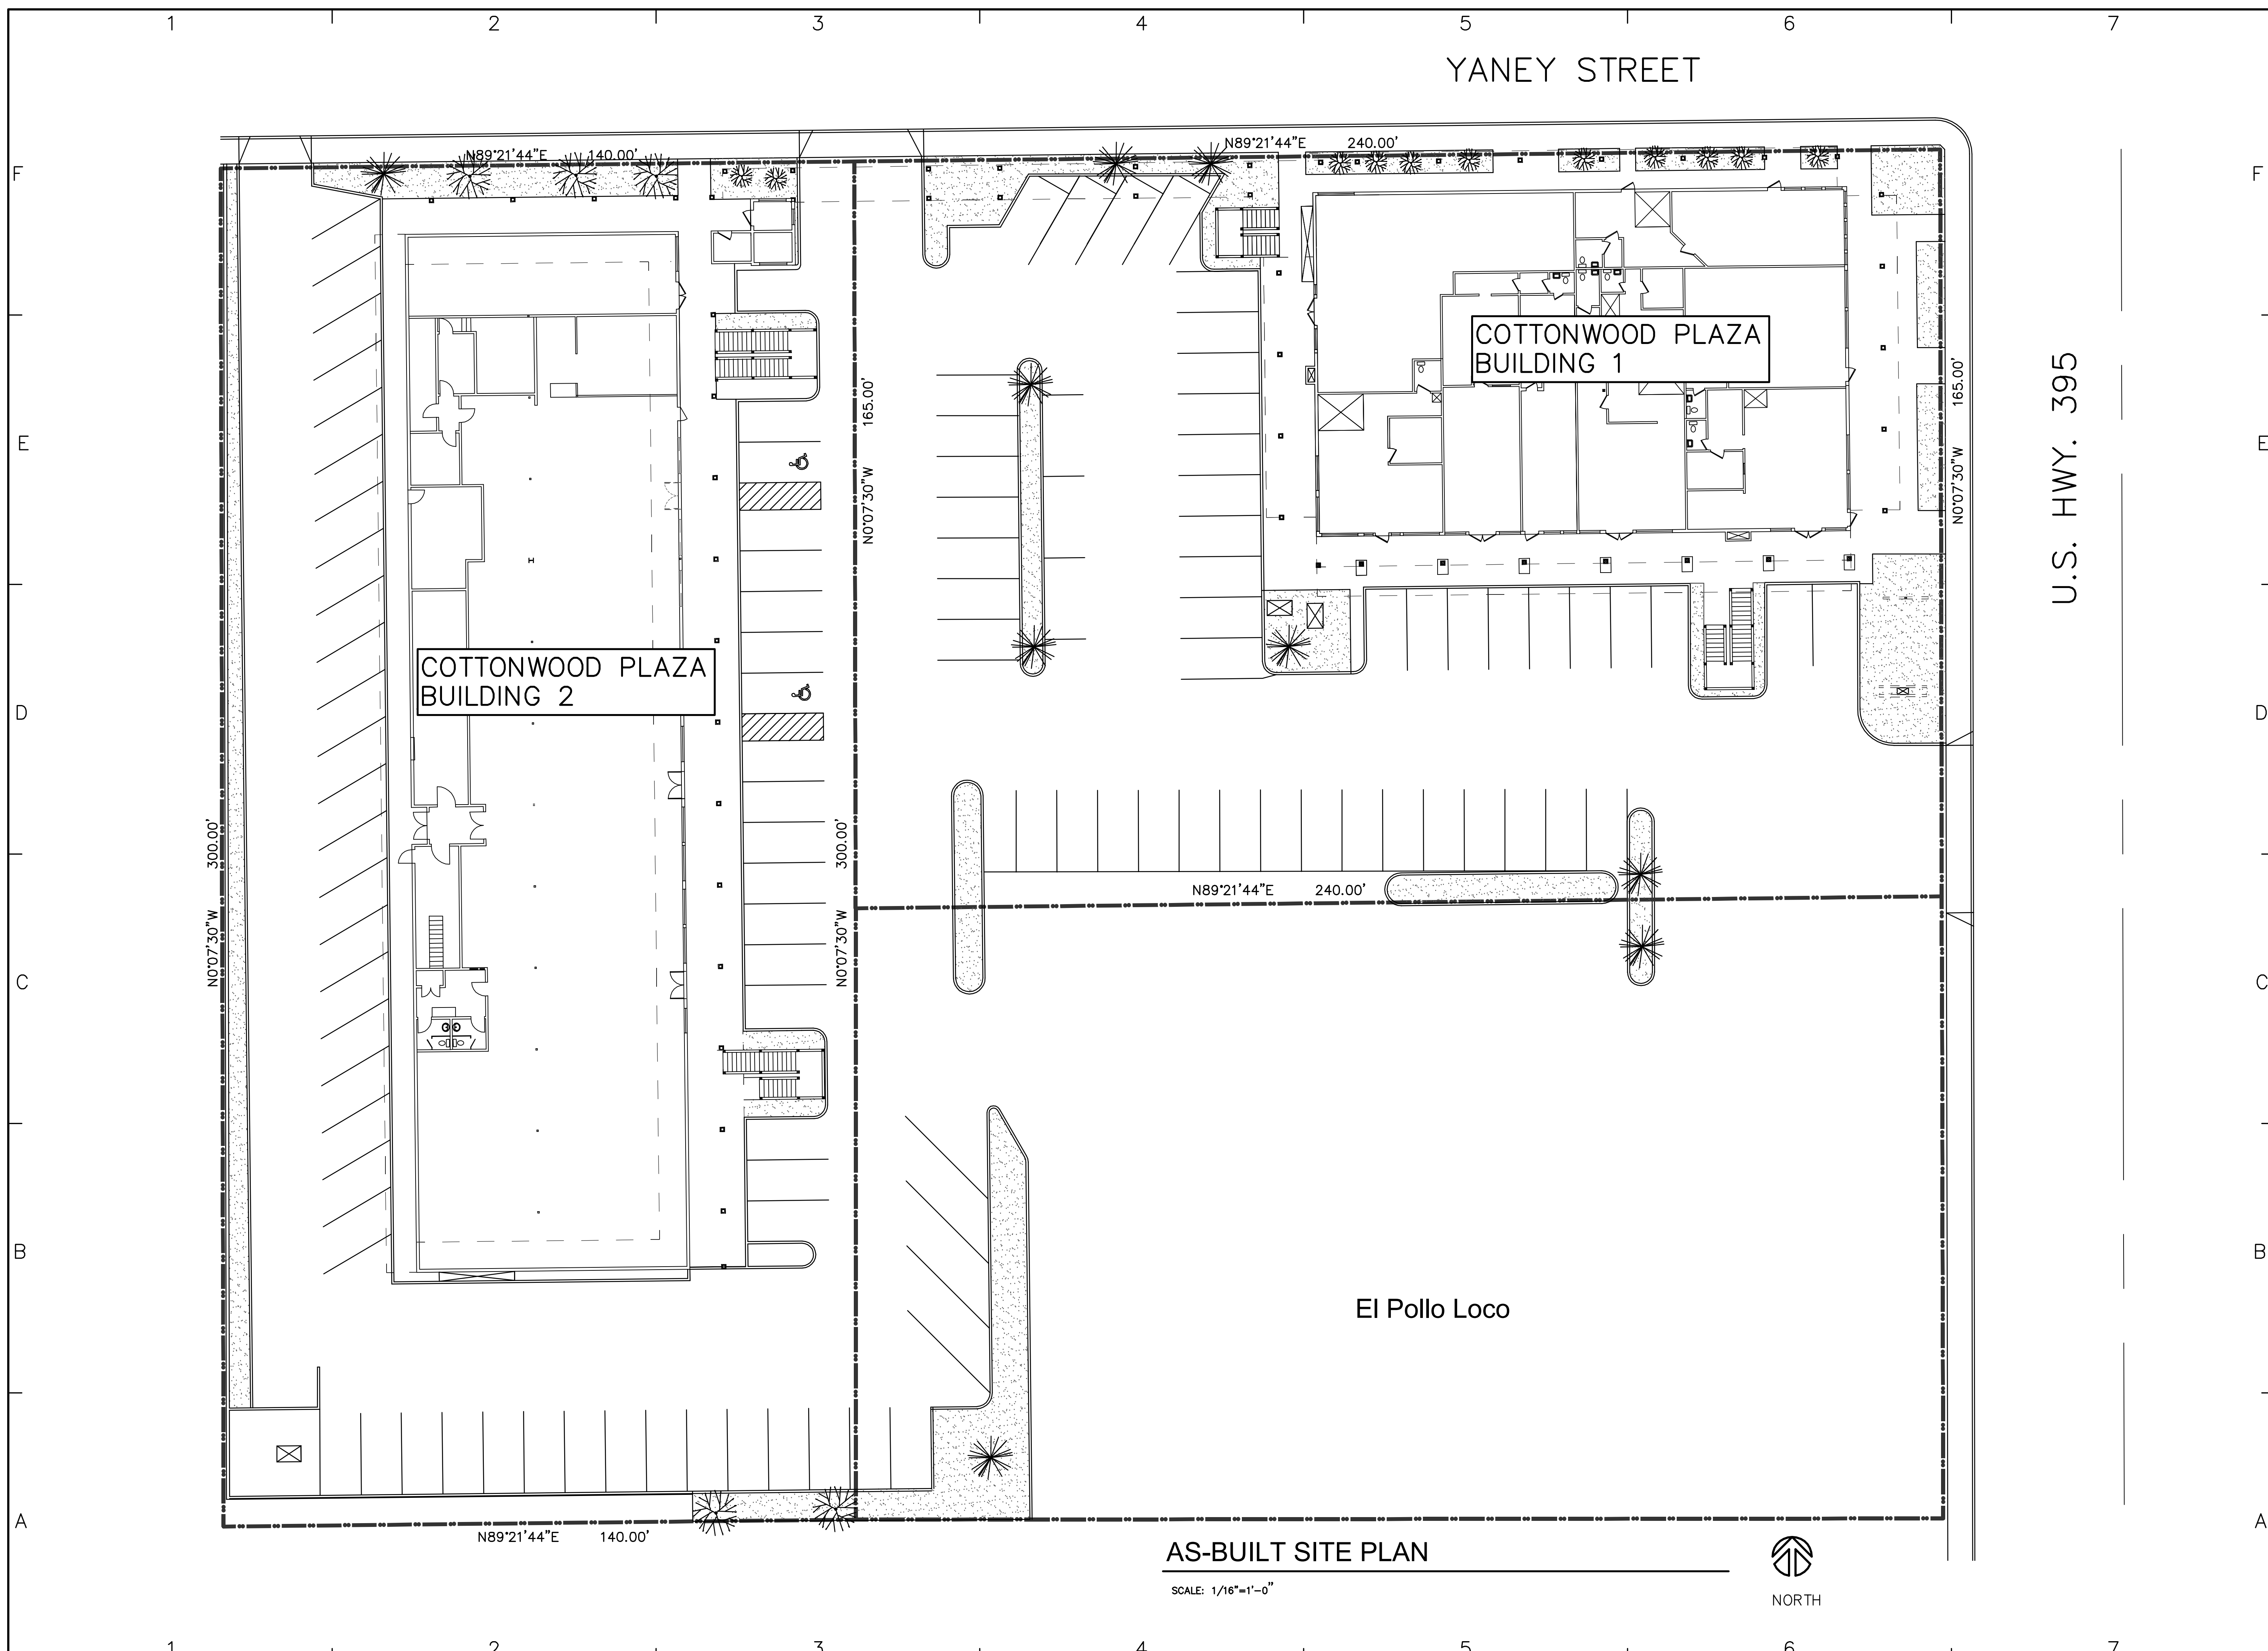 1 2 3 4 5 6 7
YANEY STREET
F N89°21'44"E 140.00' N89°21'44"E 240.00' F
COTTONWOOD PLAZA
BUILDING 1
N0°07'30"W 165.00'
N0°07'30"W 165.00'
U.S. HWY. 395
E E
COTTONWOOD PLAZA
BUILDING 2
D D
N0°07'30"W 300.00'
N0°07'30"W 300.00'
N89°21'44"E 240.00'
C
C
B B
El Pollo Loco
A A
N89°21'44"E 140.00'
AS-BUILT SITE PLAN
SCALE: 1/16"=1'-0"
NORTH
1 2 3 4 5 6 7